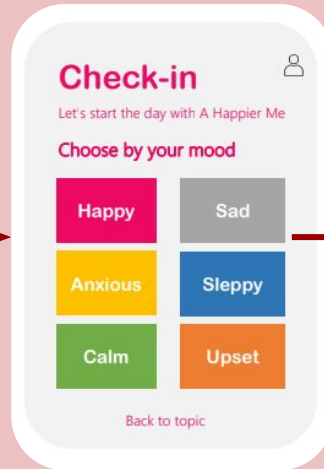 Check-in
Let's start the day with A Happier Me
Choose by your mood
Happy
Sad
Anxious
Sleppy
Calm
Upset
Back to topic